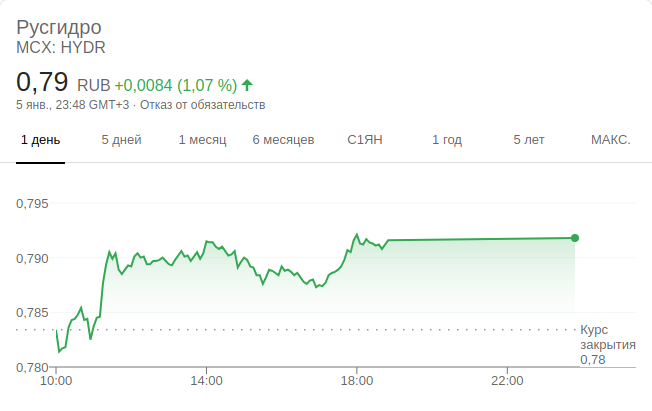 Русгидро
MCX: HYDR
0,79 RUB +0,0084 (1,07 %)
5 янв., 23:48 GMT+3 · Отказ от обязательств
1 день 5 дней 1 месяц 6 месяцев С1ЯН 1 год 5 лет МАКС.
0,795
0,790
0,785
Курс
закрытия
0,78
0,780
10:00 14:00 18:00 22:00